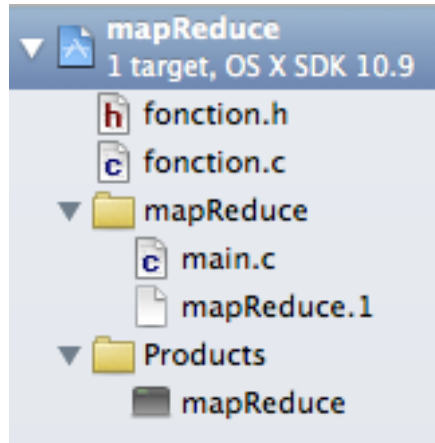 mapReduce
1 target, OS X SDK 10.9
h fonction.h
c fonction.c
mapReduce
c main.c
mapReduce.1
Products
mapReduce